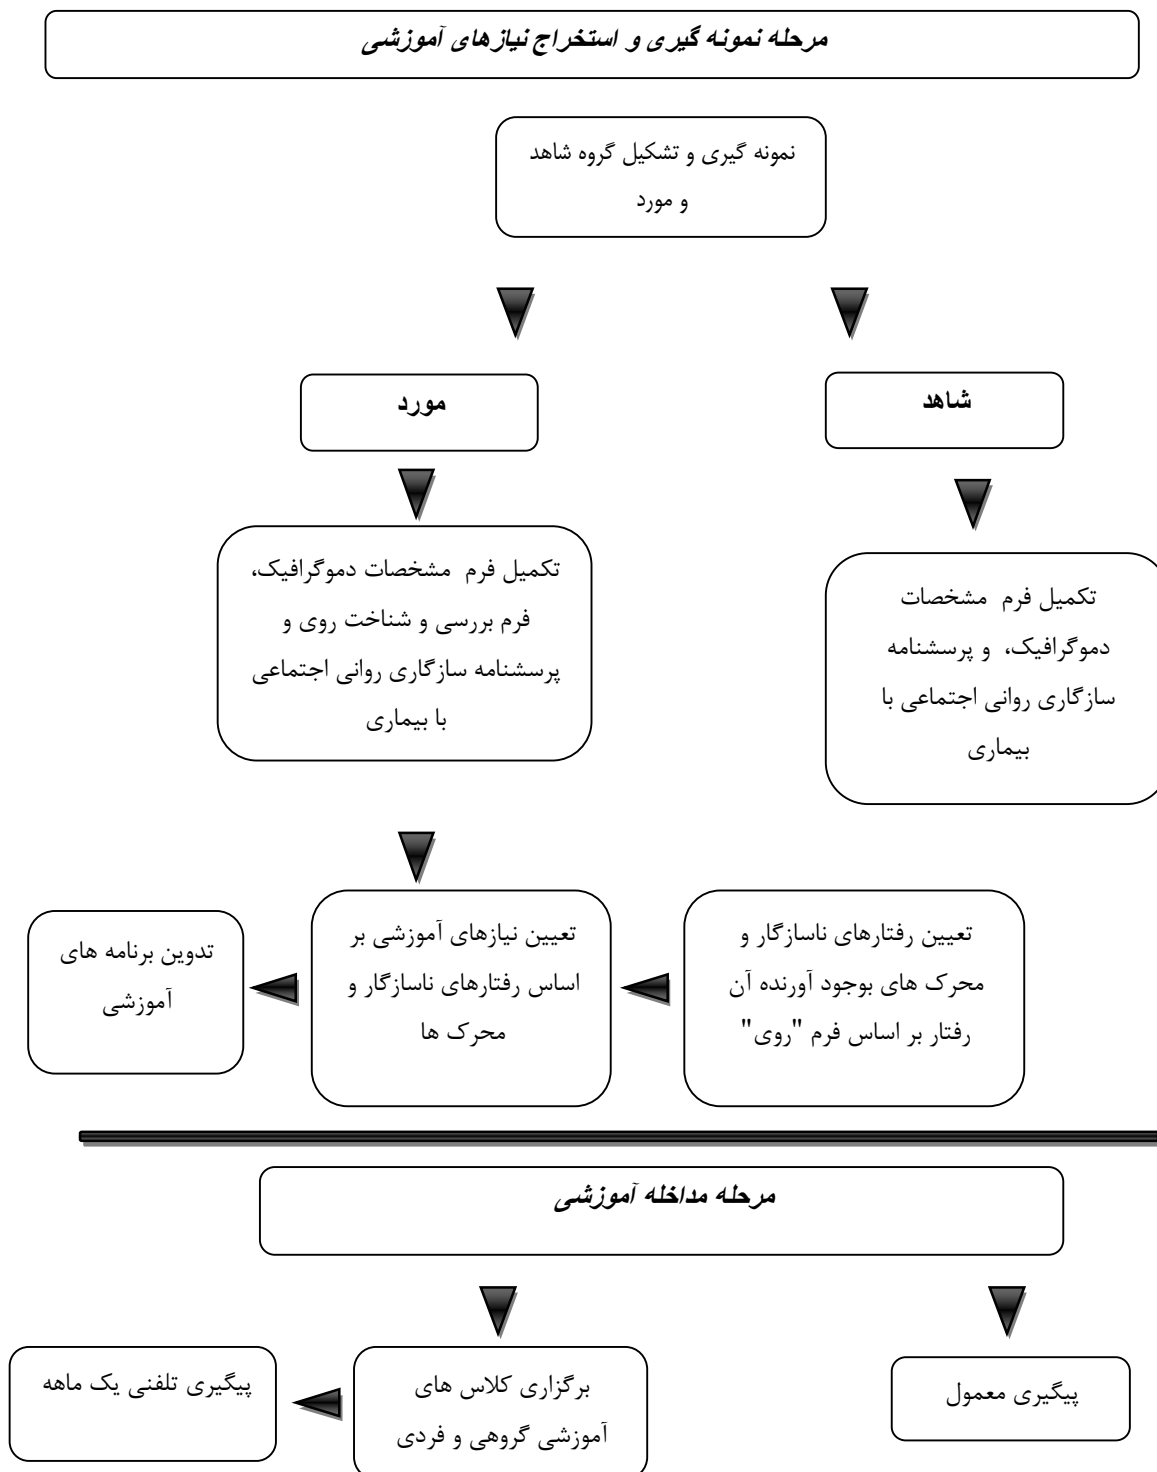 مرحله نمونه گیری و استخراج نیازهای آموزشی
نمونه گیری و تشکیل گروه شاهد
و مورد
شاهد
مورد
تکمیل فرم مشخصات
دموگرافیک، و پرسشنامه
سازگاری روانی اجتماعی با
بیماری
تکمیل فرم مشخصات دموگرافیک،
فرم بررسی و شناخت روی و
پرسشنامه سازگاری روانی اجتماعی
با بیماری
تعیین رفتارهای ناسازگار و
محرک های بوجود آورنده آن
رفتار بر اساس فرم "روی"
تعیین نیازهای آموزشی بر
اساس رفتارهای ناسازگار و
محرک ها
تدوین برنامه های
آموزشی
مرحله مداخله آموزشی
پیگیری معمول
برگزاری کلاس های
آموزشی گروهی و فردی
پیگیری تلفنی یک ماهه